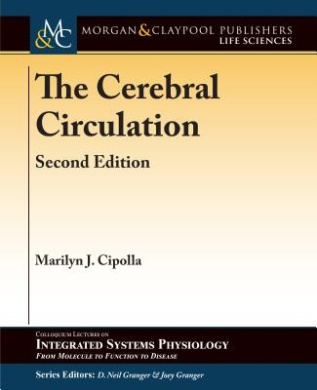 M&C MORGAN & CLAYPOOL PUBLISHERS
LIFE SCIENCES
The Cerebral
Circulation
Second Edition
Marilyn J. Cipolla
COLLOQUIUM LECTURES ON
INTEGRATED SYSTEMS PHYSIOLOGY
FROM MOLECULE TO FUNCTION TO DISEASE
Series Editors: D. Neil Granger & Joey Granger